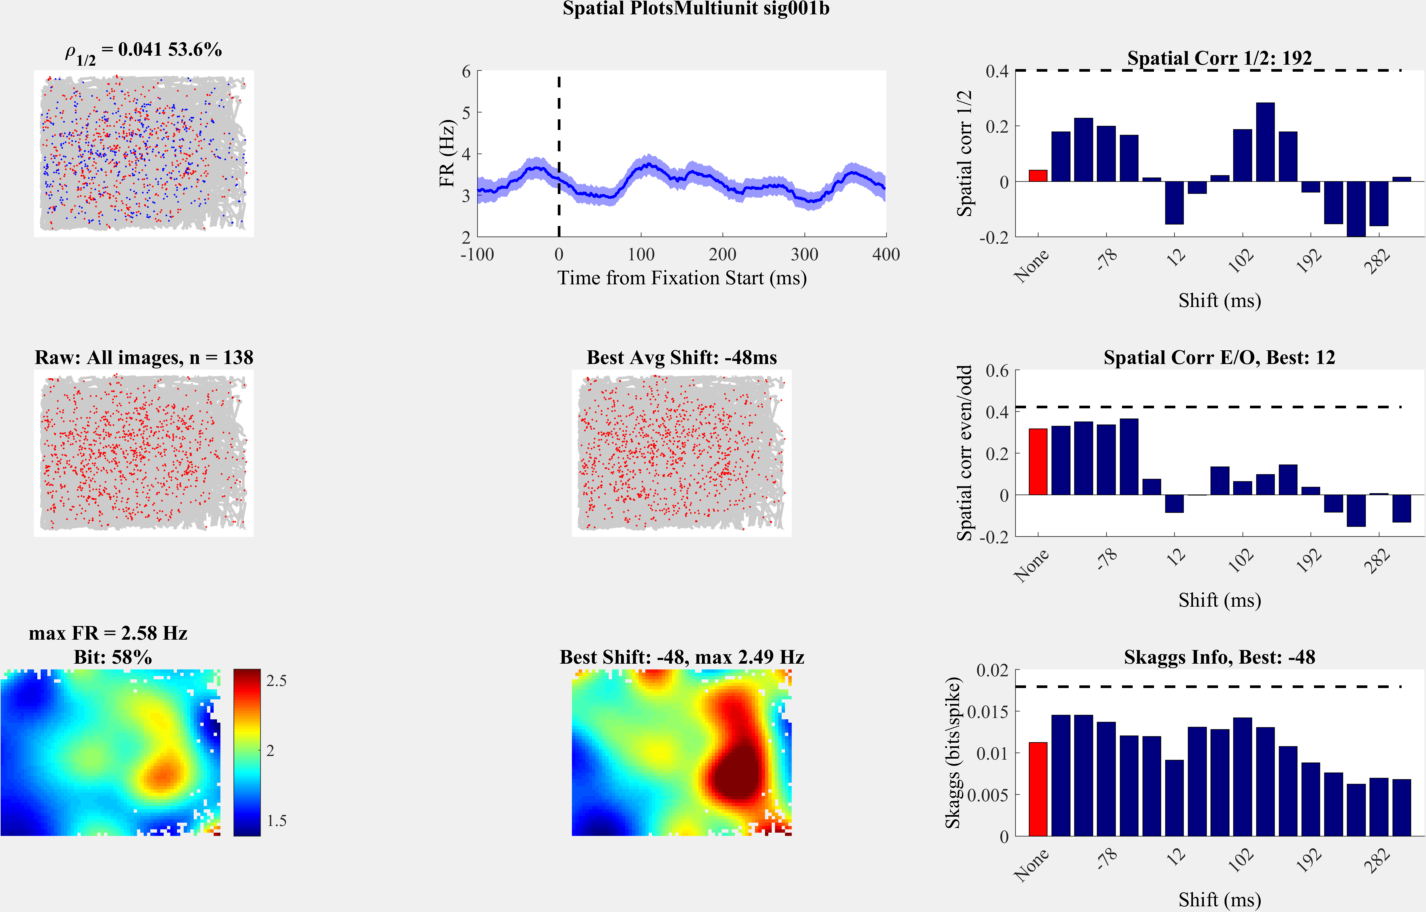 Spatial PlotsMultiunit sig001b
ρ1/2 = 0.041 53.6%
6
5
4
3
2
FR (Hz)
-100
0
100
200
300
400
Time from Fixation Start (ms)
Spatial Corr 1/2: 192
0.4
0.2
0
-0.2
Spatial corr 1/2
None
-78
12
102
192
282
Shift (ms)
Raw: All images, n = 138
Best Avg Shift: -48ms
Spatial Corr E/O, Best: 12
0.6
0.4
0.2
0
-0.2
Spatial corr even/odd
None
-78
12
102
192
282
Shift (ms)
max FR = 2.58 Hz
Bit: 58%
2.5
2
1.5
Best Shift: -48, max 2.49 Hz
Skaggs Info, Best: -48
0.02
0.015
0.01
0.005
0
Skaggs (bits\spike)
None
-78
12
102
192
282
Shift (ms)